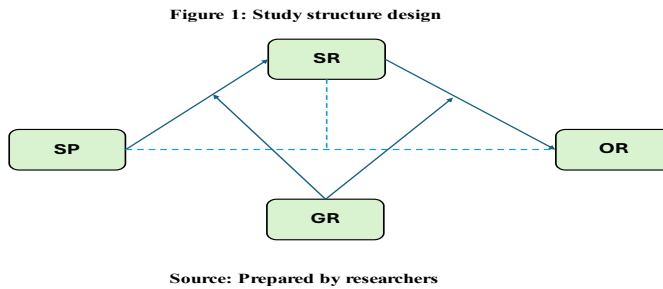 Figure 1: Study structure design
SR
SP
OR
GR
Source: Prepared by researchers